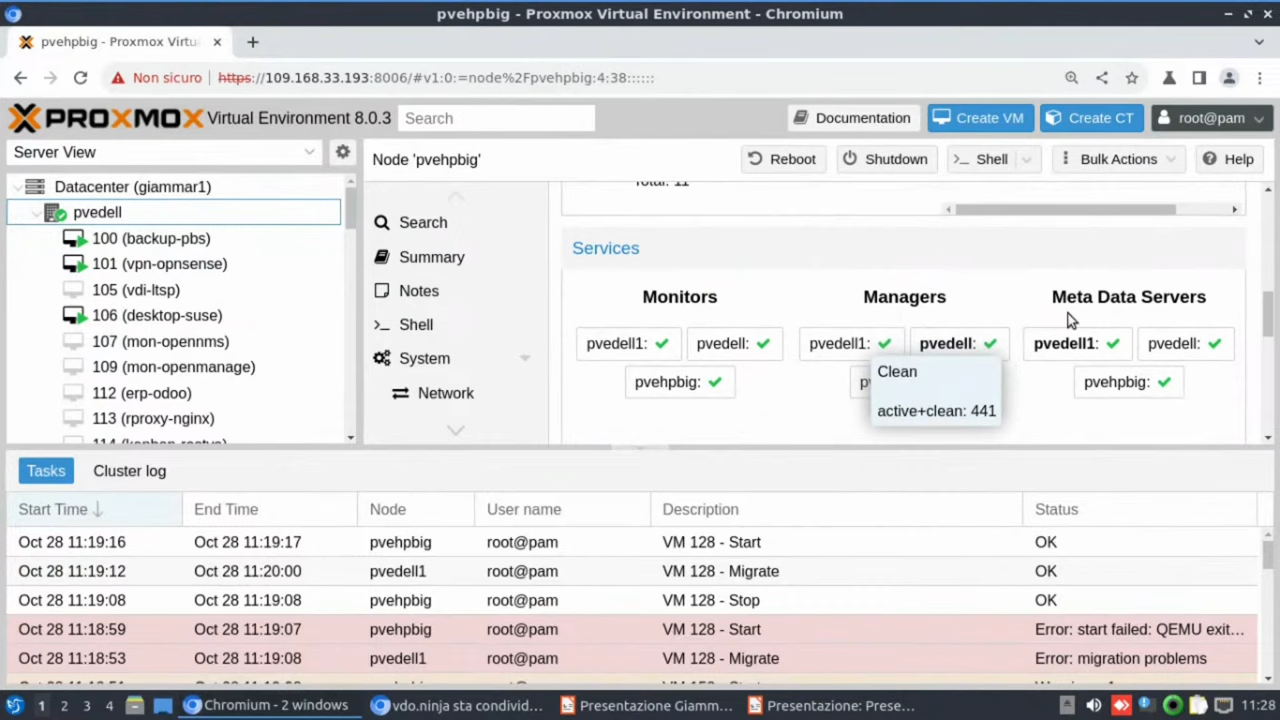 pvehpbig - Proxmox Virtual Environment - Chromium
pvehpbig - Proxmox Virtu
Non sicuro
https://109.168.33.193:8006/#v1:0:=node%2Fpvehpbig:4:38::::::
PROXMOX Virtual Environment 8.0.3 Search Documentation Create VM Create CT root@pam
Server View Node 'pvehpbig' Reboot Shutdown >_ Shell Bulk Actions Help
Datacenter (giammar1)
pvedell
100 (backup-pbs)
101 (vpn-opnsense)
105 (vdi-ltsp)
106 (desktop-suse)
107 (mon-opennms)
109 (mon-openmanage)
112 (erp-odoo)
113 (rproxy-nginx)
Search
Summary
Notes
>_ Shell
System
Network
Total: 11
Services
Monitors Managers Meta Data Servers
pvedell1: pvedell: pvedell1: pvedell: pvedell1: pvedell:
pvehpbig: pv pvehpbig:
Clean
active+clean: 441
Tasks Cluster log
Start Time End Time Node User name Description Status
Oct 28 11:19:16 Oct 28 11:19:17 pvehpbig root@pam VM 128 - Start OK
Oct 28 11:19:12 Oct 28 11:20:00 pvedell1 root@pam VM 128 - Migrate OK
Oct 28 11:19:08 Oct 28 11:19:08 pvehpbig root@pam VM 128 - Stop OK
Oct 28 11:18:59 Oct 28 11:19:07 pvehpbig root@pam VM 128 - Start Error: start failed: QEMU exit...
Oct 28 11:18:53 Oct 28 11:19:08 pvedell1 root@pam VM 128 - Migrate Error: migration problems
1 2 3 4 Chromium - 2 windows vdo.ninja sta condivid... Presentazione Giamm... Presentazione: Prese... 11:28